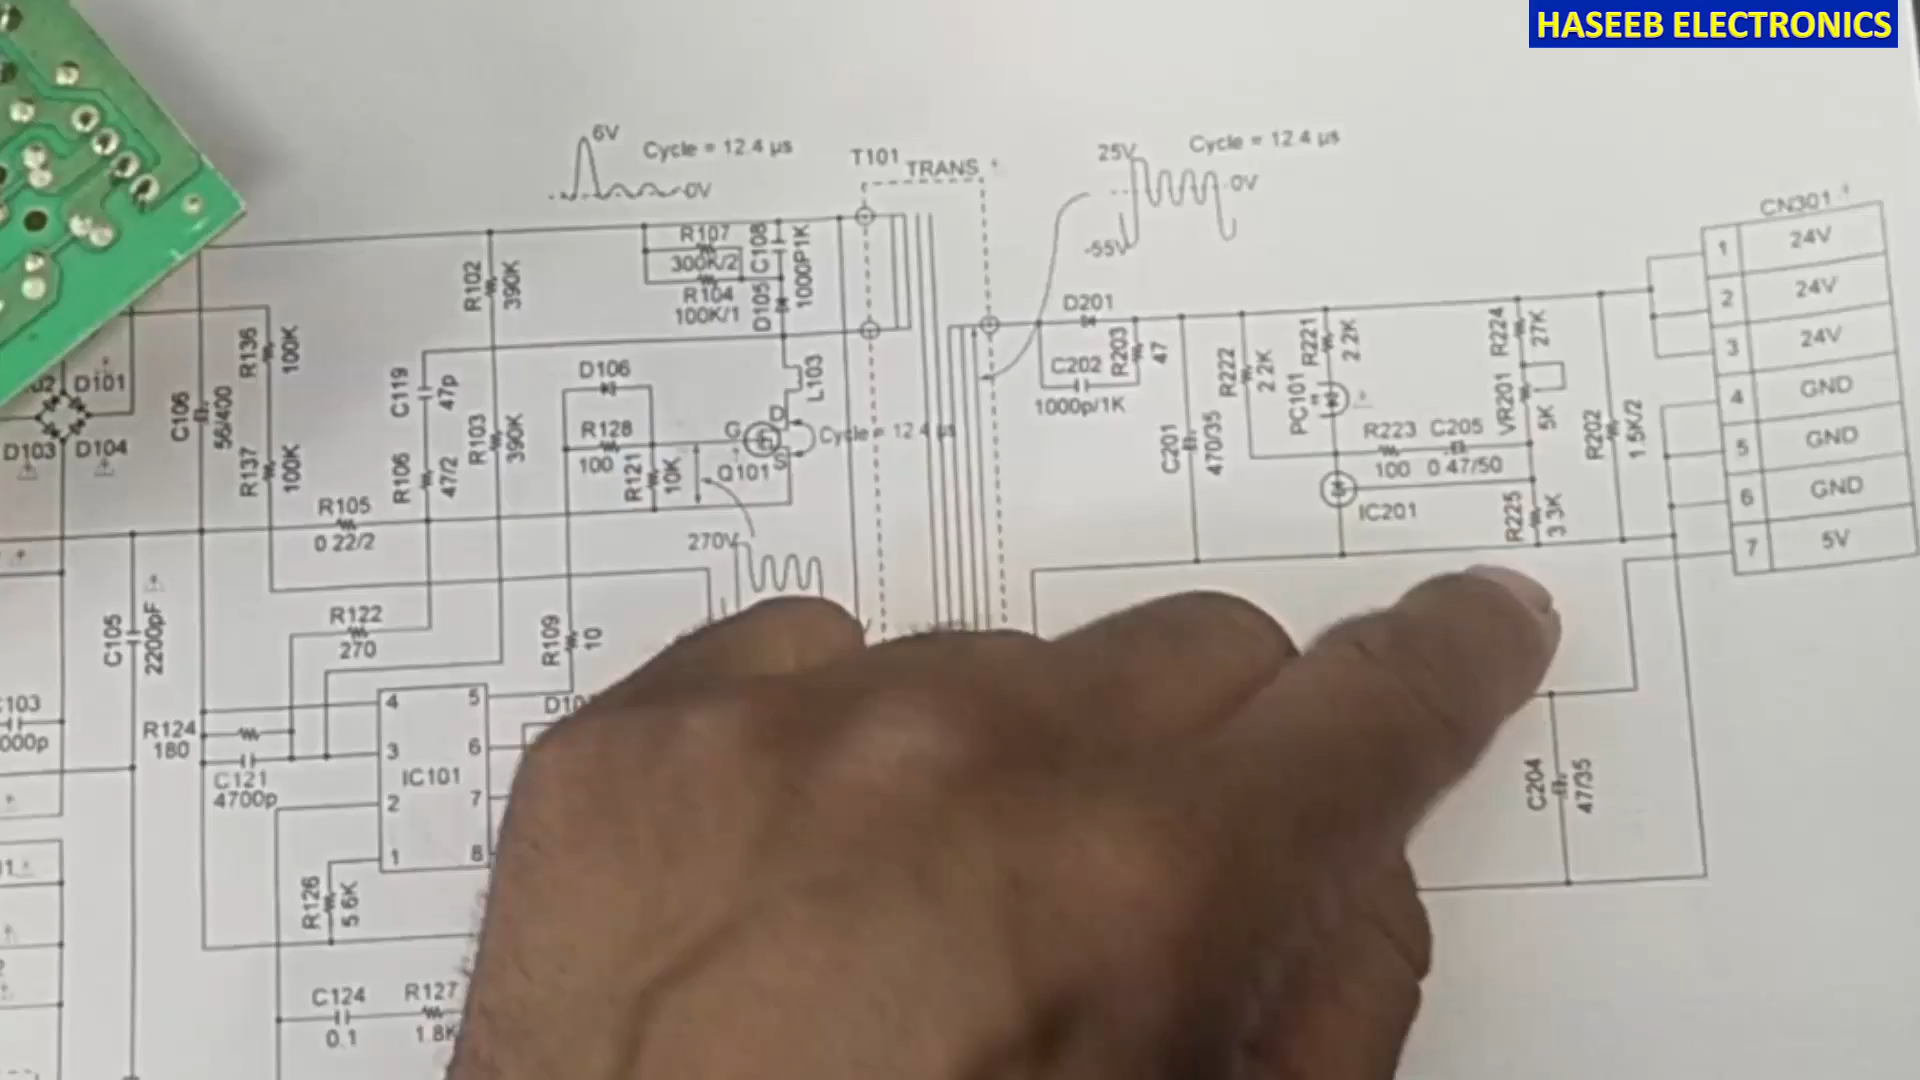 HASEEB ELECTRONICS
6V
Cycle = 12.4 µs
0V
T101
TRANS
25V
Cycle = 12.4 µs
0V
-55V
CN301
1 24V
2 24V
3 24V
4 GND
5 GND
6 GND
7 5V
R107
300K/2
R104
100K/1
C108
1000P1K
D105
R102
390K
R103
390K
R136
100K
R137
100K
D101
D103
D104
C106
56/400
C119
47p
R106
47/2
D106
R128
100
R121
10K
G
D
S
Q101
L103
Cycle = 12.4 µs
270V
R105
0.22/2
C105
2200pF
R122
270
R109
10
R124
180
C121
4700p
IC101
4
3
2
1
5
6
7
8
R126
5.6K
C124
0.1
R127
1.8K
D201
C202
1000p/1K
R203
47
C201
470/35
R222
2.2K
R221
2.2K
PC101
R223
100
C205
0.47/50
IC201
R224
27K
VR201
5K
R225
3.3K
R202
1.5K/2
C204
47/35